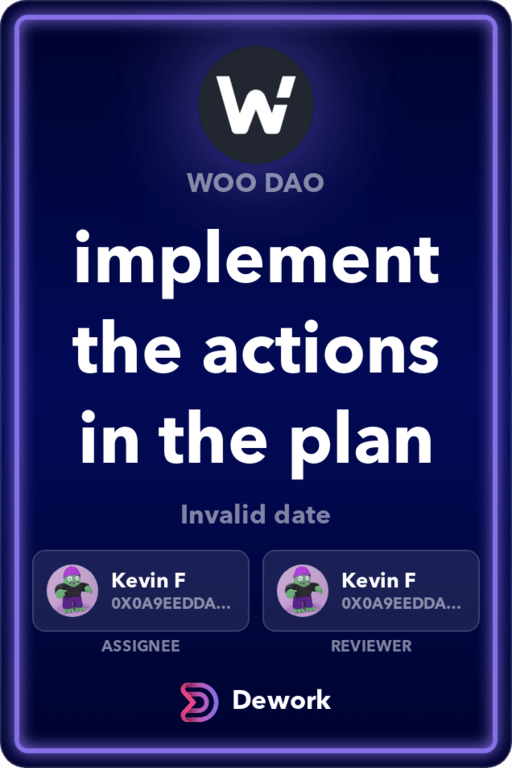 W
WOO DAO
implement
the actions
in the plan
Invalid date
Kevin F
0X0A9EEDDA...
ASSIGNEE
Kevin F
0X0A9EEDDA...
REVIEWER
Dework